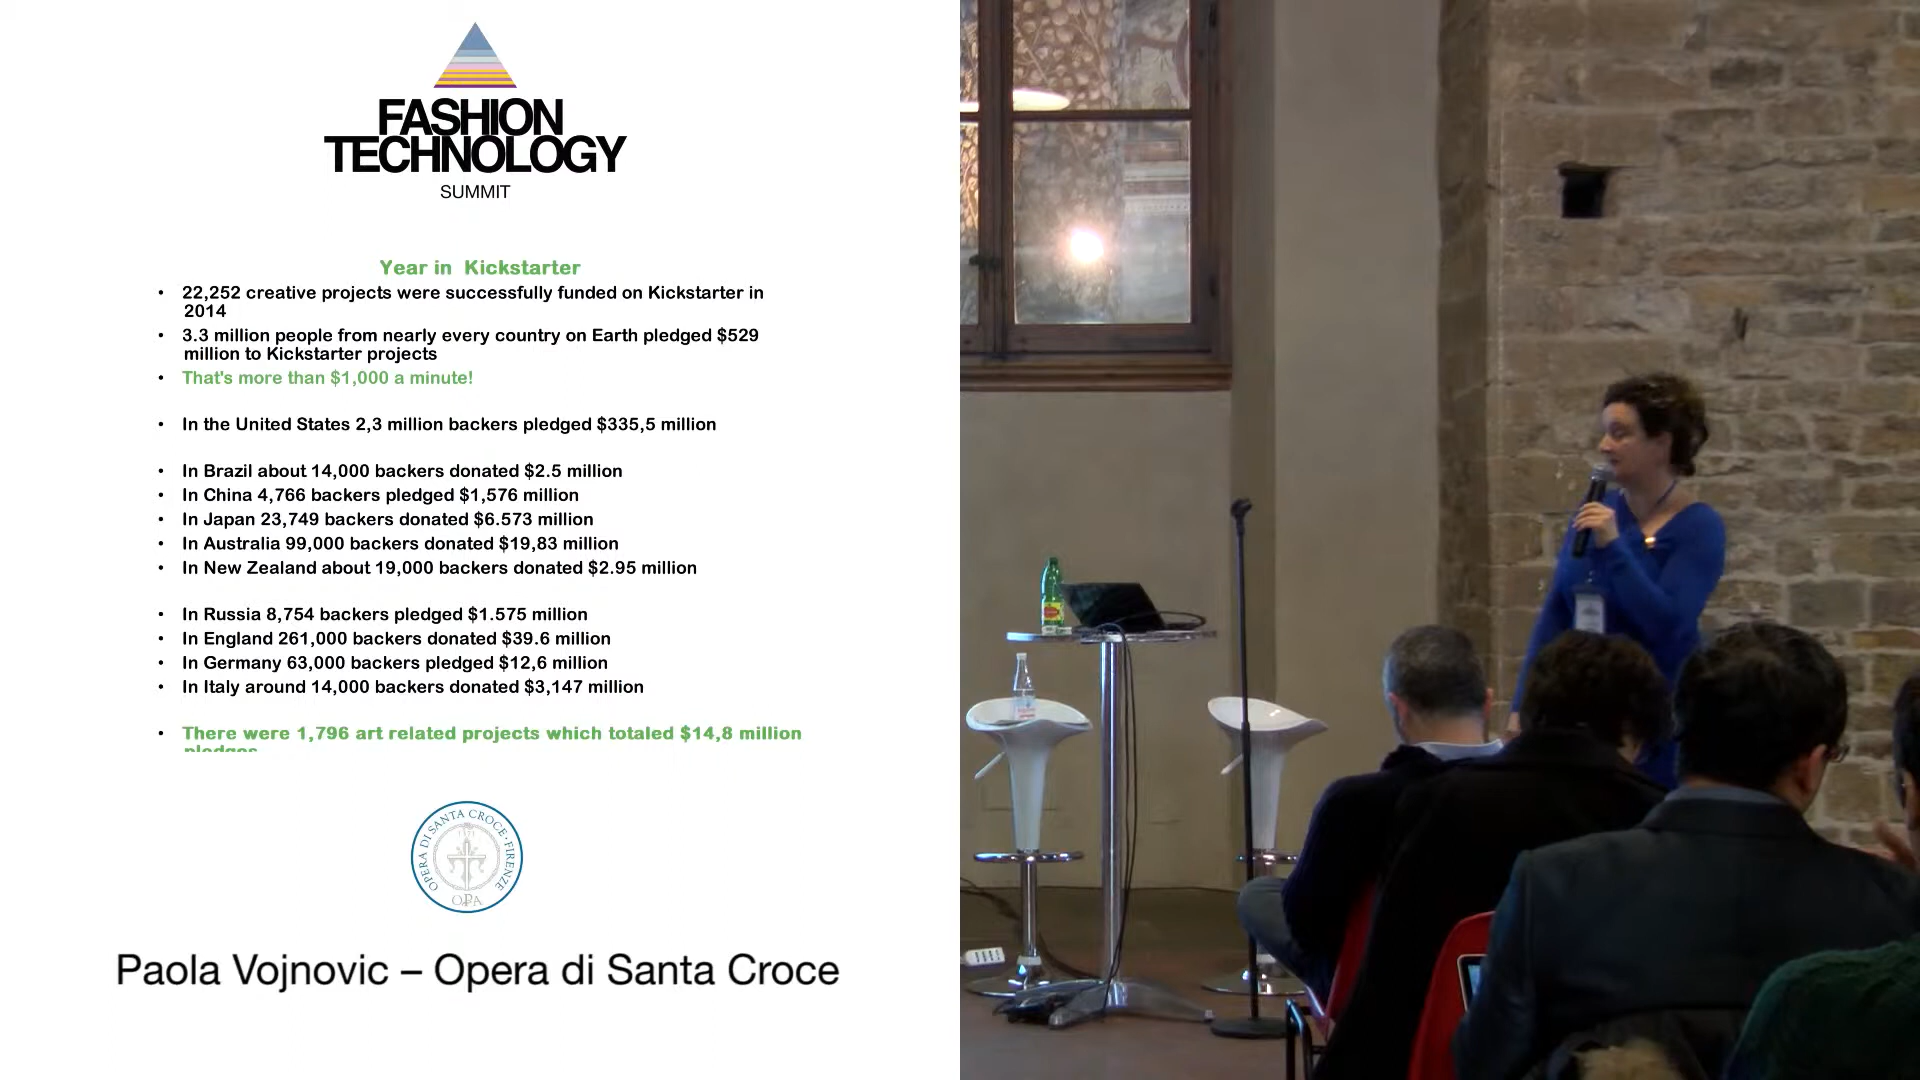 FASHION
TECHNOLOGY
SUMMIT
Year in Kickstarter
• 22,252 creative projects were successfully funded on Kickstarter in
2014
• 3.3 million people from nearly every country on Earth pledged $529
million to Kickstarter projects
• That's more than $1,000 a minute!
• In the United States 2,3 million backers pledged $335,5 million
• In Brazil about 14,000 backers donated $2.5 million
• In China 4,766 backers pledged $1,576 million
• In Japan 23,749 backers donated $6.573 million
• In Australia 99,000 backers donated $19,83 million
• In New Zealand about 19,000 backers donated $2.95 million
• In Russia 8,754 backers pledged $1.575 million
• In England 261,000 backers donated $39.6 million
• In Germany 63,000 backers pledged $12,6 million
• In Italy around 14,000 backers donated $3,147 million
• There were 1,796 art related projects which totaled $14,8 million
pledges
OPERA DI SANTA CROCE · FIRENZE
OPA
Paola Vojnovic – Opera di Santa Croce